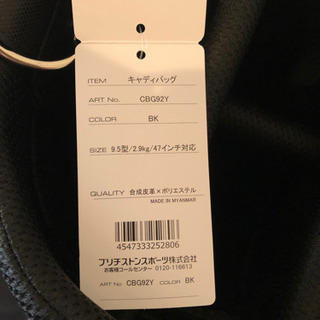 ITEM キャディバッグ
ART No. CBG92Y
COLOR BK
SIZE 9.5型/2.9kg/47インチ対応
QUALITY 合成皮革×ポリエステル
MADE IN MYANMAR
4547333252806
ブリヂストンスポーツ株式会社
お客様コールセンター 0120-116613
ART No. CBG92Y COLOR BK